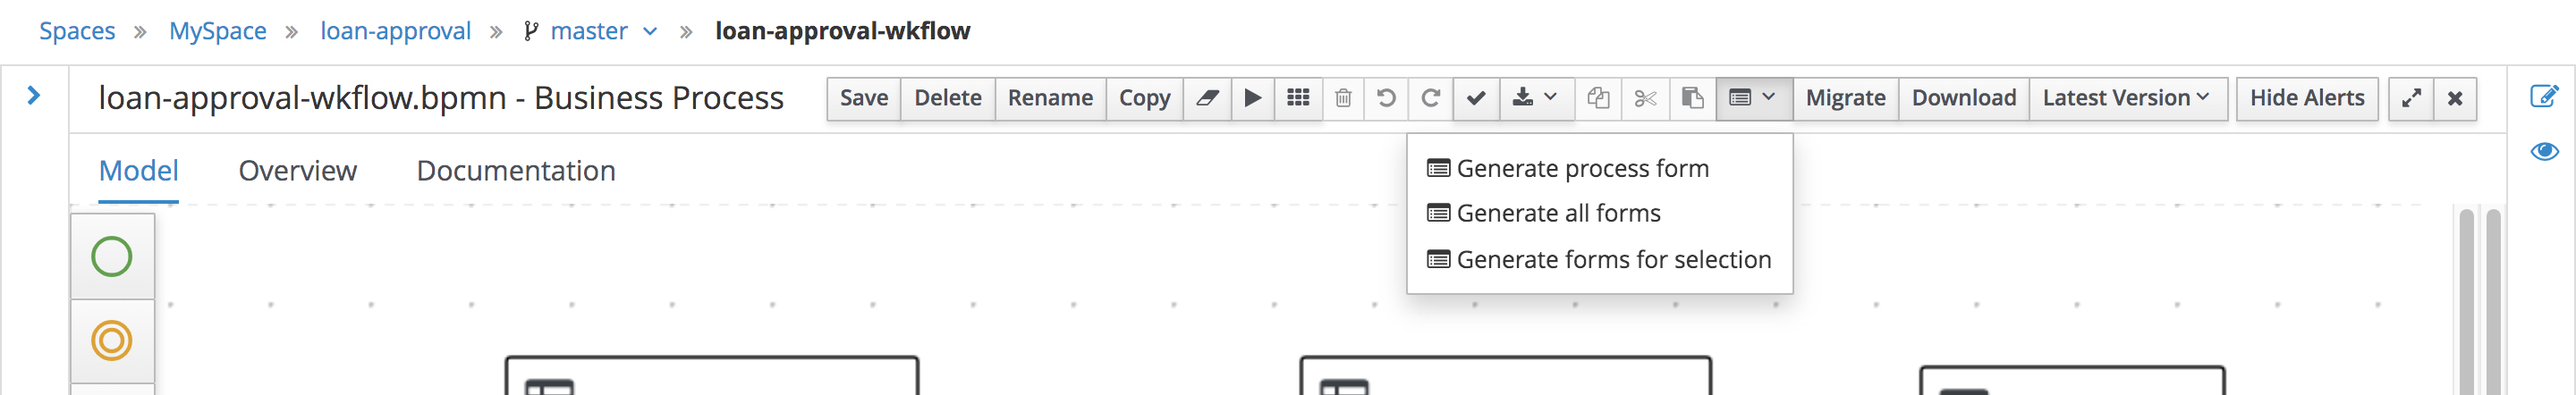 Spaces » MySpace » loan-approval » master » loan-approval-wkflow
loan-approval-wkflow.bpmn - Business Process Save Delete Rename Copy Migrate Download Latest Version Hide Alerts
Model Overview Documentation
Generate process form
Generate all forms
Generate forms for selection